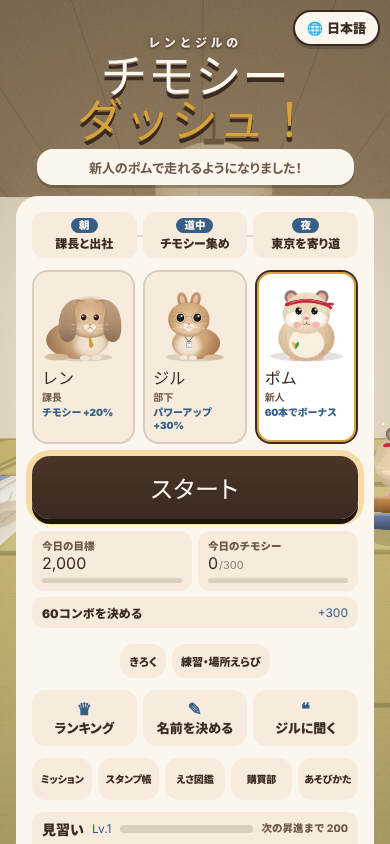 🌐 日本語
レンとジルの
チモシー
ダッシュ！
新人のポムで走れるようになりました！
朝
課長と出社
道中
チモシー集め
夜
東京を寄り道
レン
課長
チモシー +20%
ジル
部下
パワーアップ
+30%
ポム
新人
60本でボーナス
スタート
今日の目標
2,000
今日のチモシー
0/300
60コンボを決める +300
きろく
練習・場所えらび
ランキング
名前を決める
ジルに聞く
ミッション
スタンプ帳
えさ図鑑
購買部
あそびかた
見習い Lv.1 次の昇進まで 200